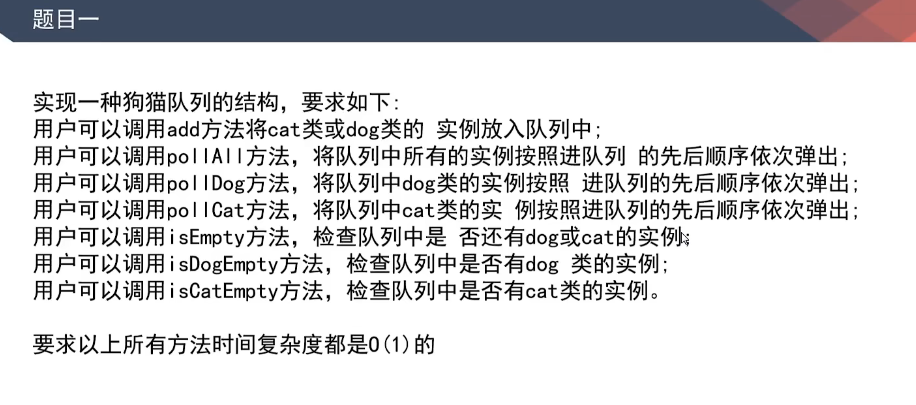 题目一
实现一种狗猫队列的结构，要求如下:
用户可以调用add方法将cat类或dog类的 实例放入队列中;
用户可以调用pollAll方法，将队列中所有的实例按照进队列 的先后顺序依次弹出;
用户可以调用pollDog方法，将队列中dog类的实例按照 进队列的先后顺序依次弹出;
用户可以调用pollCat方法，将队列中cat类的实 例按照进队列的先后顺序依次弹出;
用户可以调用isEmpty方法，检查队列中是 否还有dog或cat的实例;
用户可以调用isDogEmpty方法，检查队列中是否有dog 类的实例;
用户可以调用isCatEmpty方法，检查队列中是否有cat类的实例。
要求以上所有方法时间复杂度都是O(1)的